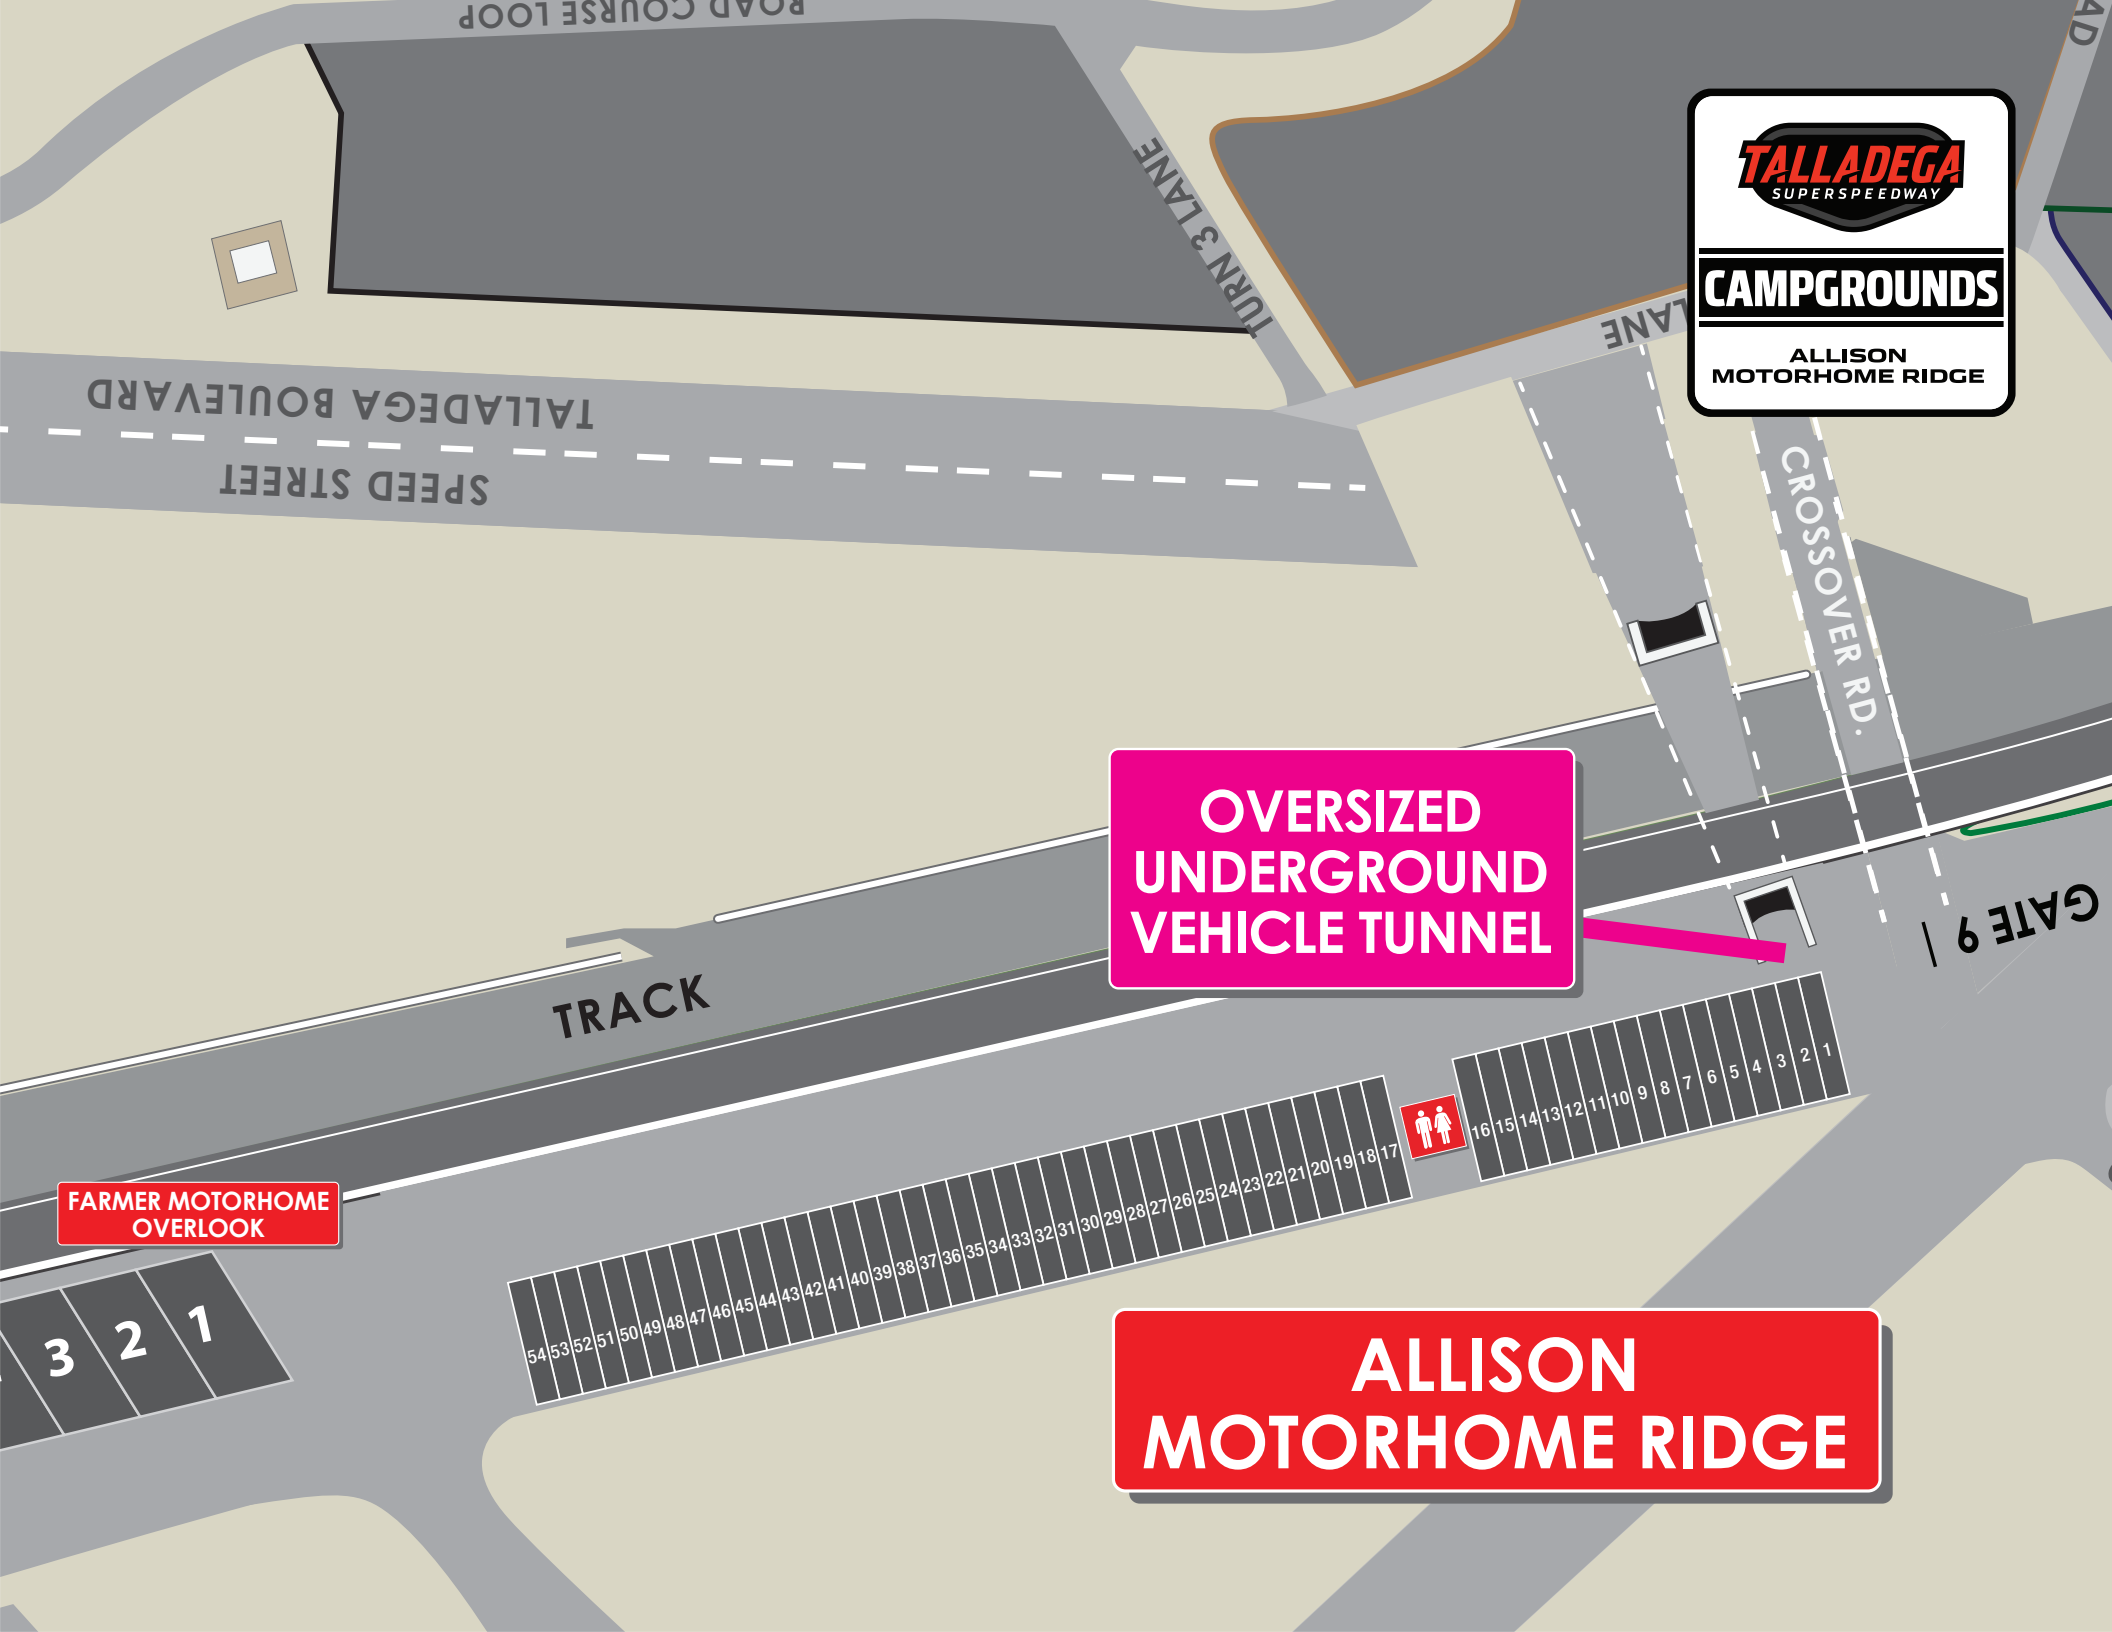 ROAD COURSE LOOP
TURN 3 LANE
LANE
TALLADEGA
SUPERSPEEDWAY
CAMPGROUNDS
ALLISON
MOTORHOME RIDGE
TALLADEGA BOULEVARD
SPEED STREET
CROSSOVER RD.
OVERSIZED
UNDERGROUND
VEHICLE TUNNEL
GATE 9 |
TRACK
16 15 14 13 12 11 10 9 8 7 6 5 4 3 2 1
54 53 52 51 50 49 48 47 46 45 44 43 42 41 40 39 38 37 36 35 34 33 32 31 30 29 28 27 26 25 24 23 22 21 20 19 18 17
FARMER MOTORHOME
OVERLOOK
3 2 1
ALLISON
MOTORHOME RIDGE